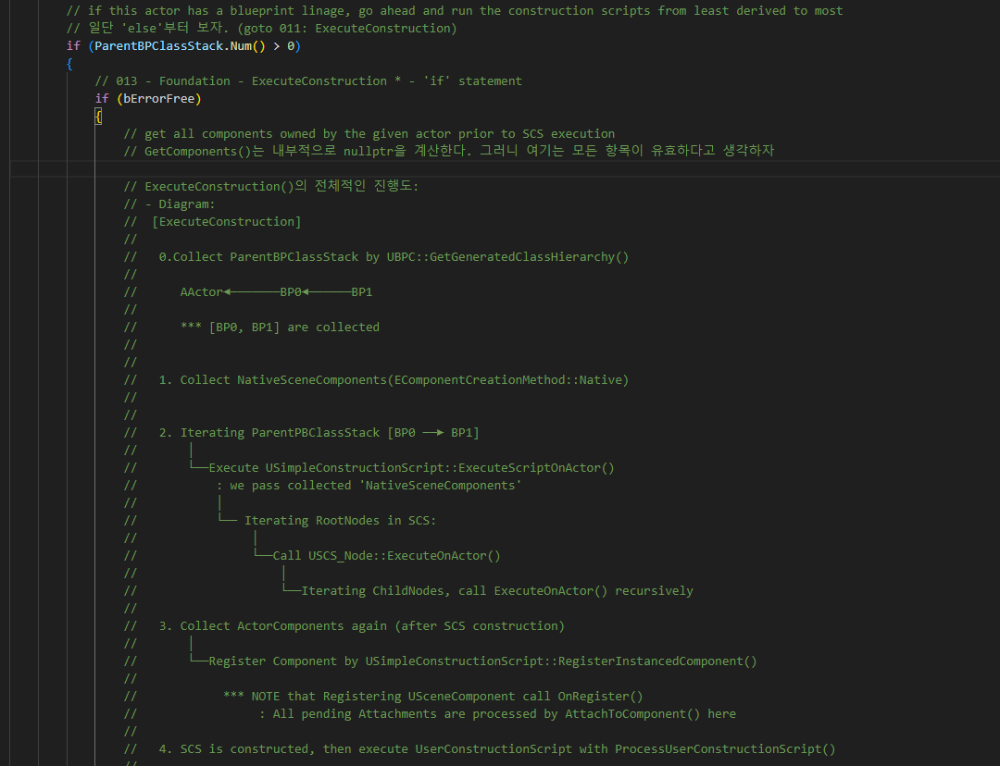 // if this actor has a blueprint linage, go ahead and run the construction scripts from least derived to most
// 일단 'else'부터 보자. (goto 011: ExecuteConstruction)
if (ParentBPClassStack.Num() > 0)
{
// 013 - Foundation - ExecuteConstruction * - 'if' statement
if (bErrorFree)
{
// get all components owned by the given actor prior to SCS execution
// GetComponents()는 내부적으로 nullptr을 계산한다. 그러니 여기는 모든 항목이 유효하다고 생각하자
// ExecuteConstruction()의 전체적인 진행도:
// - Diagram:
//  [ExecuteConstruction]
//
//   0.Collect ParentBPClassStack by UBPC::GetGeneratedClassHierarchy()
//
//      AActor◄───────BP0◄──────BP1
//
//      *** [BP0, BP1] are collected
//
//
//   1. Collect NativeSceneComponents(EComponentCreationMethod::Native)
//
//
//   2. Iterating ParentPBClassStack [BP0 ──► BP1]
//       │
//       └──Execute USimpleConstructionScript::ExecuteScriptOnActor()
//           : we pass collected 'NativeSceneComponents'
//           │
//           └── Iterating RootNodes in SCS:
//                │
//                └──Call USCS_Node::ExecuteOnActor()
//                    │
//                    └──Iterating ChildNodes, call ExecuteOnActor() recursively
//
//   3. Collect ActorComponents again (after SCS construction)
//       │
//       └──Register Component by USimpleConstructionScript::RegisterInstancedComponent()
//
//            *** NOTE that Registering USceneComponent call OnRegister()
//                 : All pending Attachments are processed by AttachToComponent() here
//
//   4. SCS is constructed, then execute UserConstructionScript with ProcessUserConstructionScript()
//